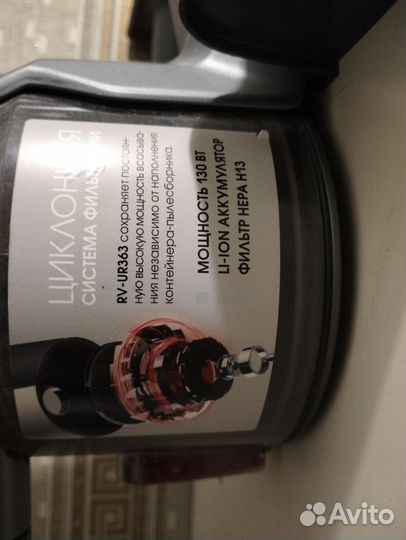 ЦИКЛОННАЯ
СИСТЕМА ФИЛЬТРАЦИИ
RV-UR363 сохраняет постоян-
ную высокую мощность всасыва-
ния независимо от наполнения
контейнера-пылесборника.
МОЩНОСТЬ 130 ВТ
LI-ION АККУМУЛЯТОР
ФИЛЬТР HEPA H13
Avito